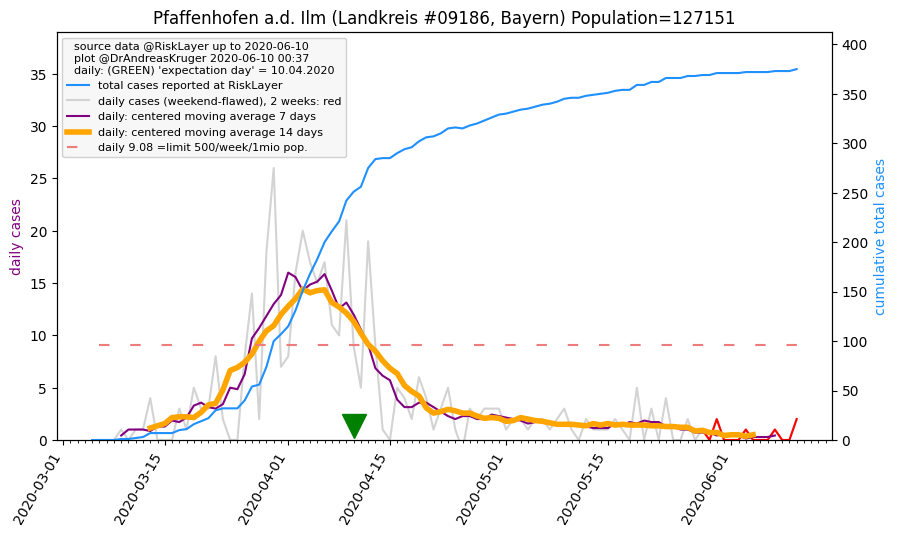 Pfaffenhofen a.d. Ilm (Landkreis #09186, Bayern) Population=127151
source data @RiskLayer up to 2020-06-10
plot @DrAndreasKruger 2020-06-10 00:37
daily: (GREEN) 'expectation day' = 10.04.2020
total cases reported at RiskLayer
daily cases (weekend-flawed), 2 weeks: red
daily: centered moving average 7 days
daily: centered moving average 14 days
daily 9.08 =limit 500/week/1mio pop.
daily cases
35
30
25
20
15
10
5
0
cumulative total cases
400
350
300
250
200
150
100
50
0
2020-03-01
2020-03-15
2020-04-01
2020-04-15
2020-05-01
2020-05-15
2020-06-01